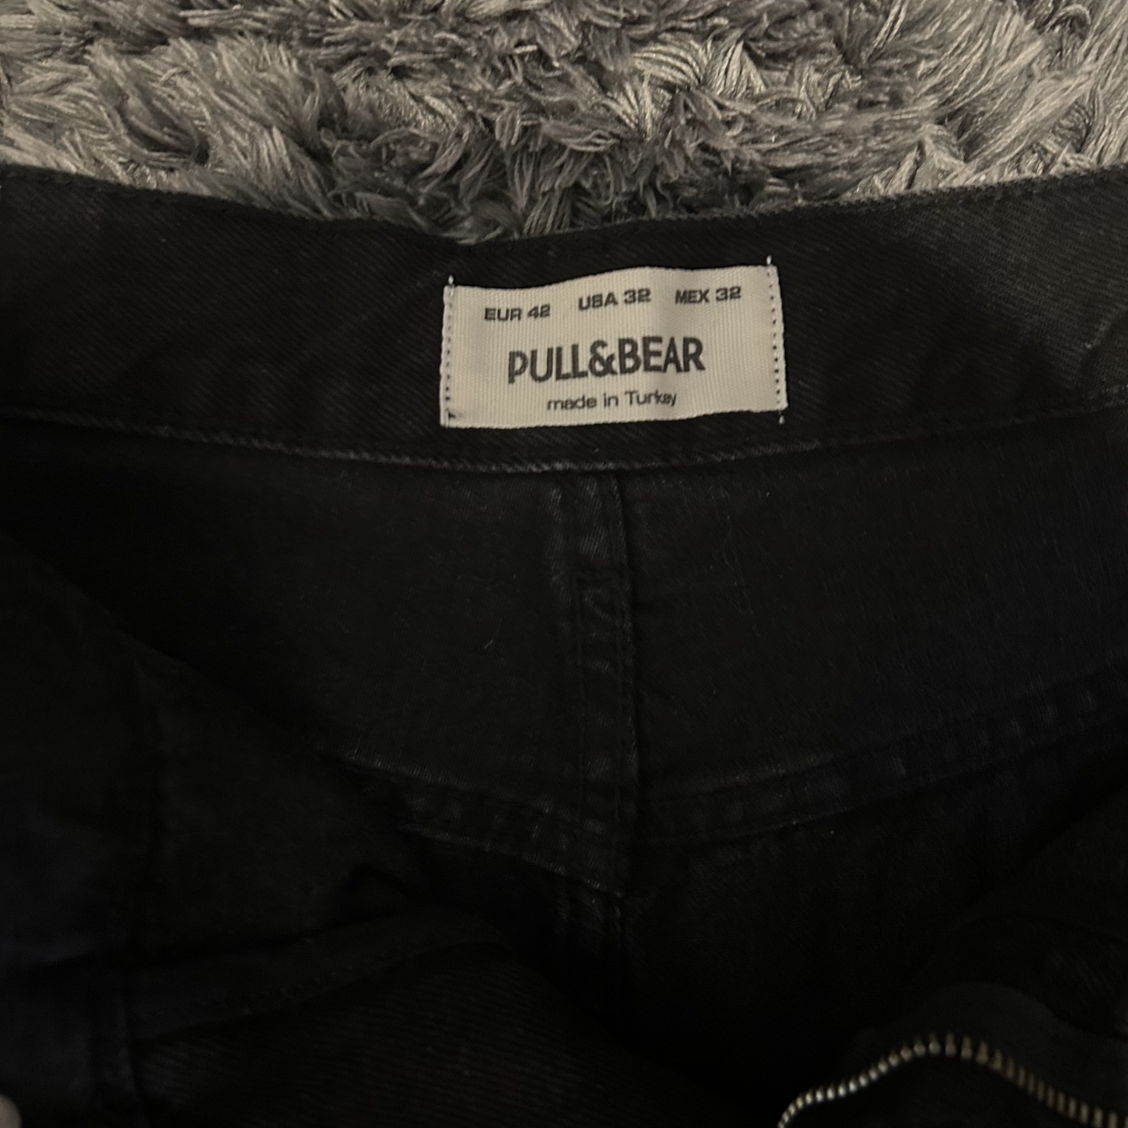 EUR 42 USA 32 MEX 32
PULL&BEAR
made in Turkey